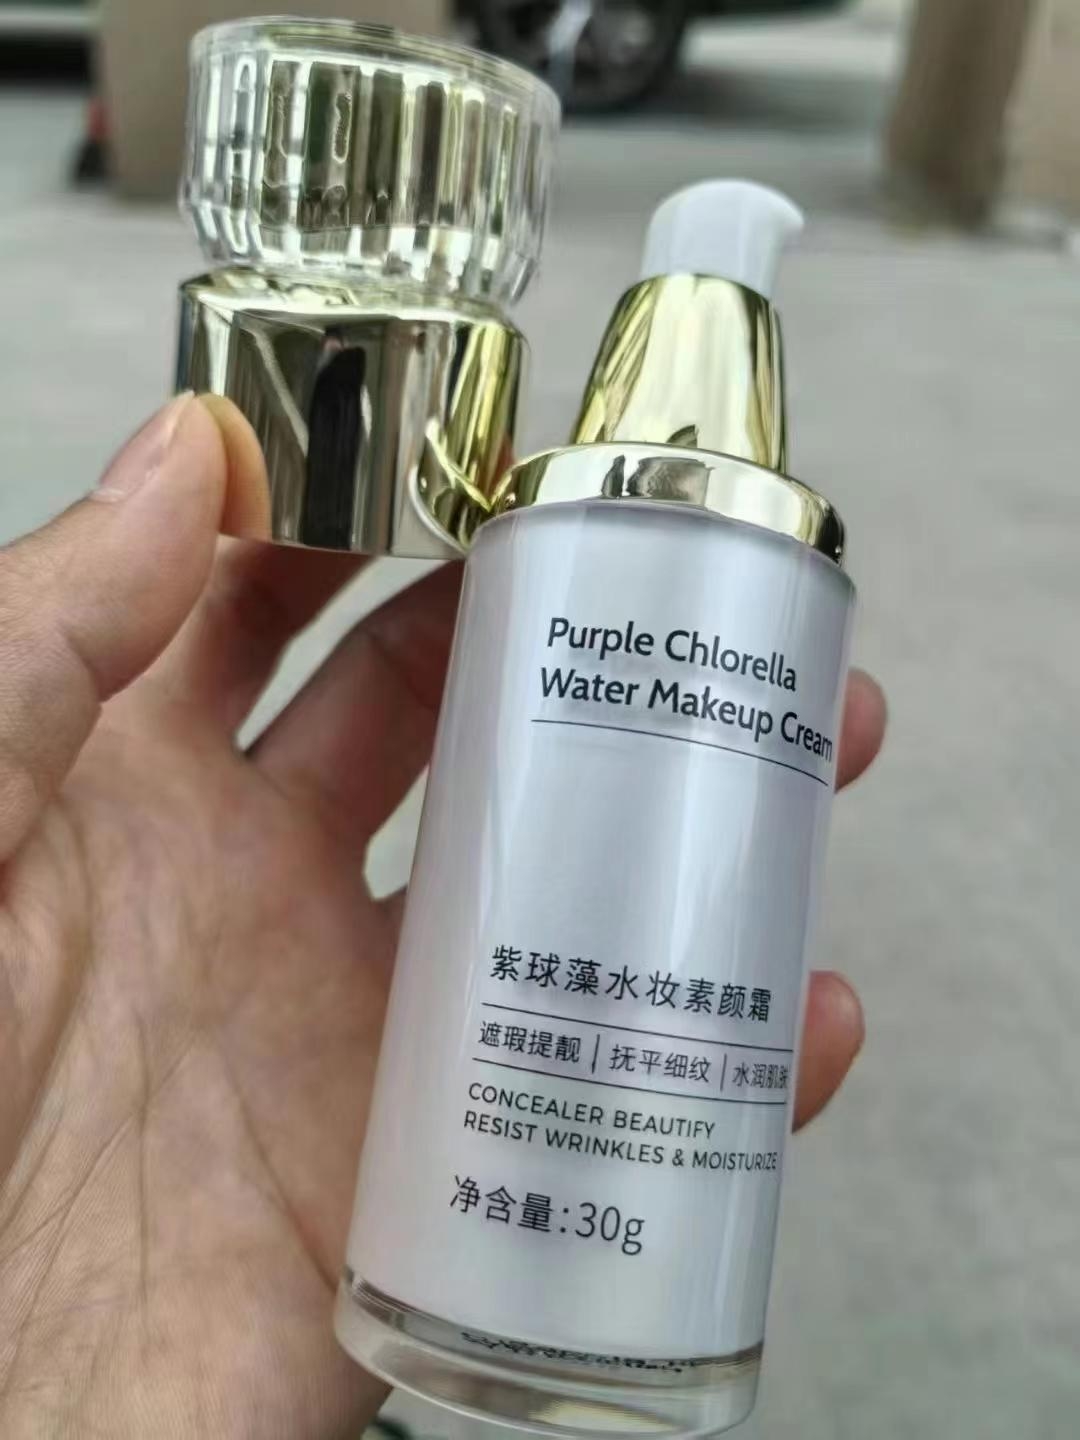 Purple Chlorella
Water Makeup Cream
紫球藻水妆素颜霜
遮瑕提靓 | 抚平细纹 | 水润肌肤
CONCEALER BEAUTIFY
RESIST WRINKLES & MOISTURIZE
净含量:30g